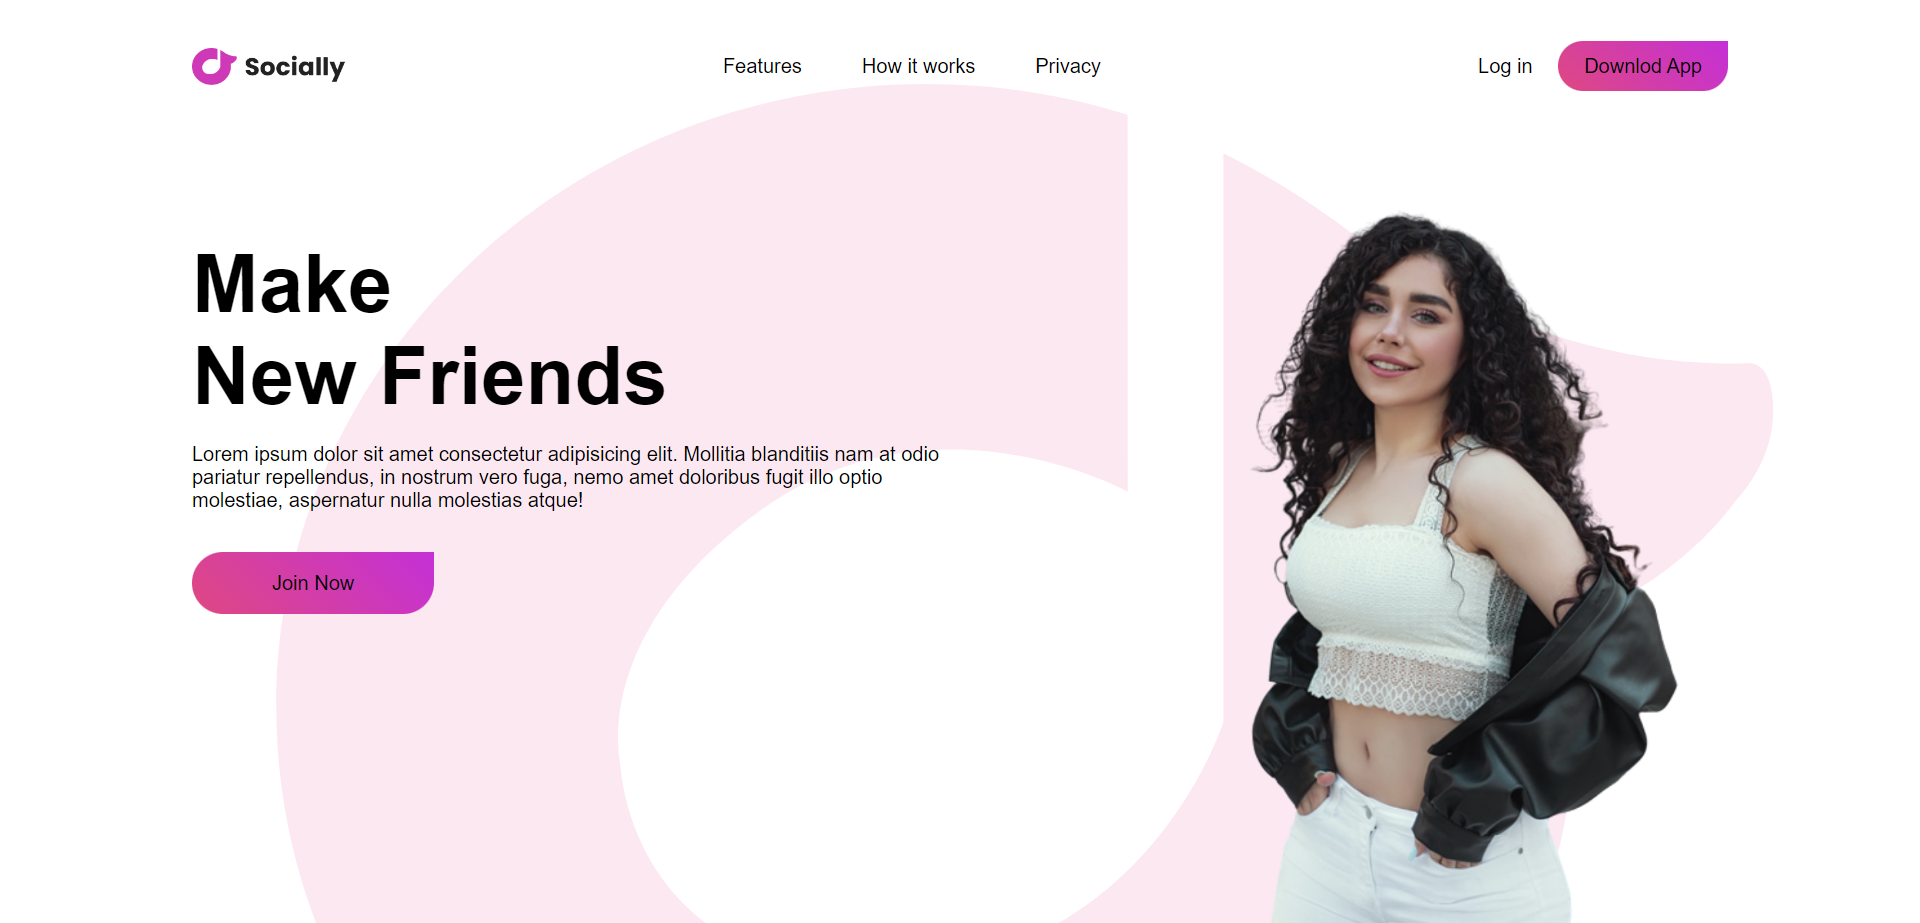 Socially
Features
How it works
Privacy
Log in
Downlod App
Make
New Friends
Lorem ipsum dolor sit amet consectetur adipisicing elit. Mollitia blanditiis nam at odio
pariatur repellendus, in nostrum vero fuga, nemo amet doloribus fugit illo optio
molestiae, aspernatur nulla molestias atque!
Join Now